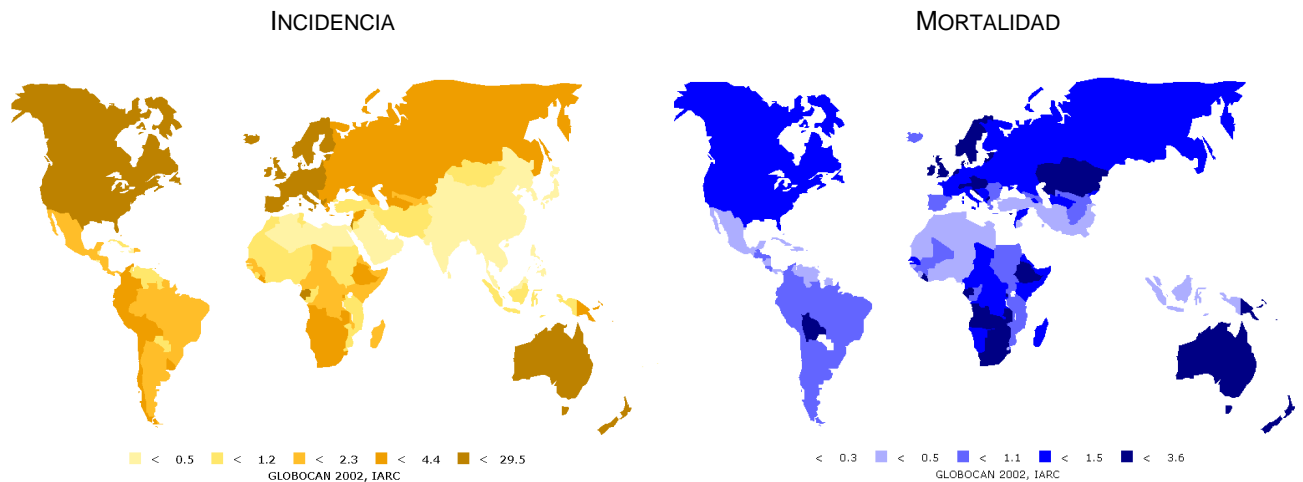 INCIDENCIA
MORTALIDAD
< 0.5 < 1.2 < 2.3 < 4.4 < 29.5
GLOBOCAN 2002, IARC
< 0.3 < 0.5 < 1.1 < 1.5 < 3.6
GLOBOCAN 2002, IARC